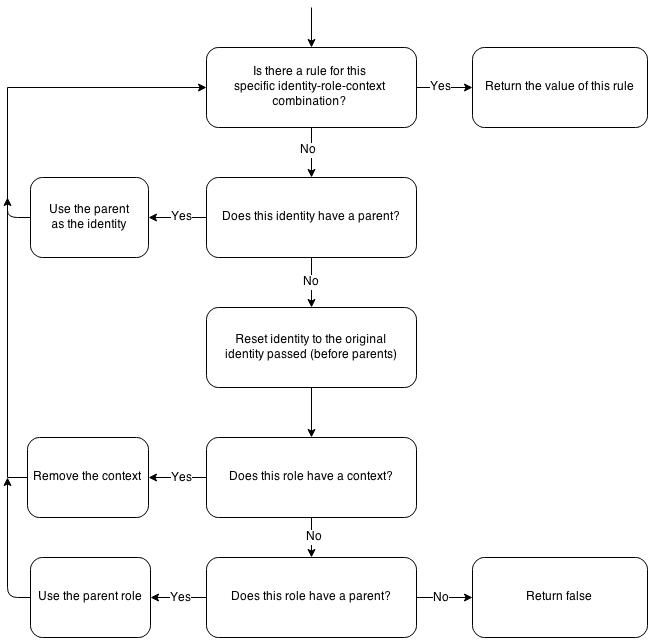 Is there a rule for this
specific identity-role-context
combination?
Yes
Return the value of this rule
No
Use the parent
as the identity
Yes
Does this identity have a parent?
No
Reset identity to the original
identity passed (before parents)
Remove the context
Yes
Does this role have a context?
No
Use the parent role
Yes
Does this role have a parent?
No
Return false